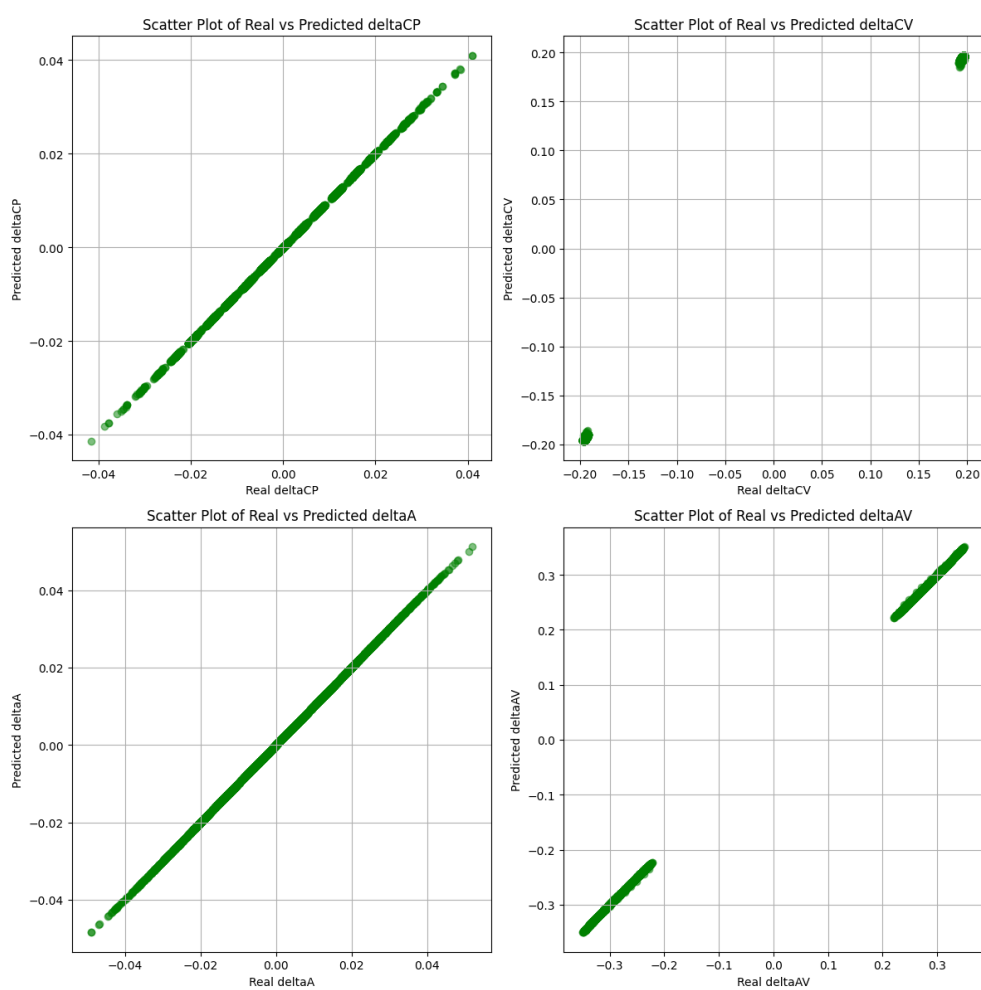 Scatter Plot of Real vs Predicted deltaCP
Predicted deltaCP
0.04
0.02
0.00
−0.02
−0.04
−0.04 −0.02 0.00 0.02 0.04
Real deltaCP
Scatter Plot of Real vs Predicted deltaCV
Predicted deltaCV
0.20
0.15
0.10
0.05
0.00
−0.05
−0.10
−0.15
−0.20
−0.20 −0.15 −0.10 −0.05 0.00 0.05 0.10 0.15 0.20
Real deltaCV
Scatter Plot of Real vs Predicted deltaA
Predicted deltaA
0.04
0.02
0.00
−0.02
−0.04
−0.04 −0.02 0.00 0.02 0.04
Real deltaA
Scatter Plot of Real vs Predicted deltaAV
Predicted deltaAV
0.3
0.2
0.1
0.0
−0.1
−0.2
−0.3
−0.3 −0.2 −0.1 0.0 0.1 0.2 0.3
Real deltaAV